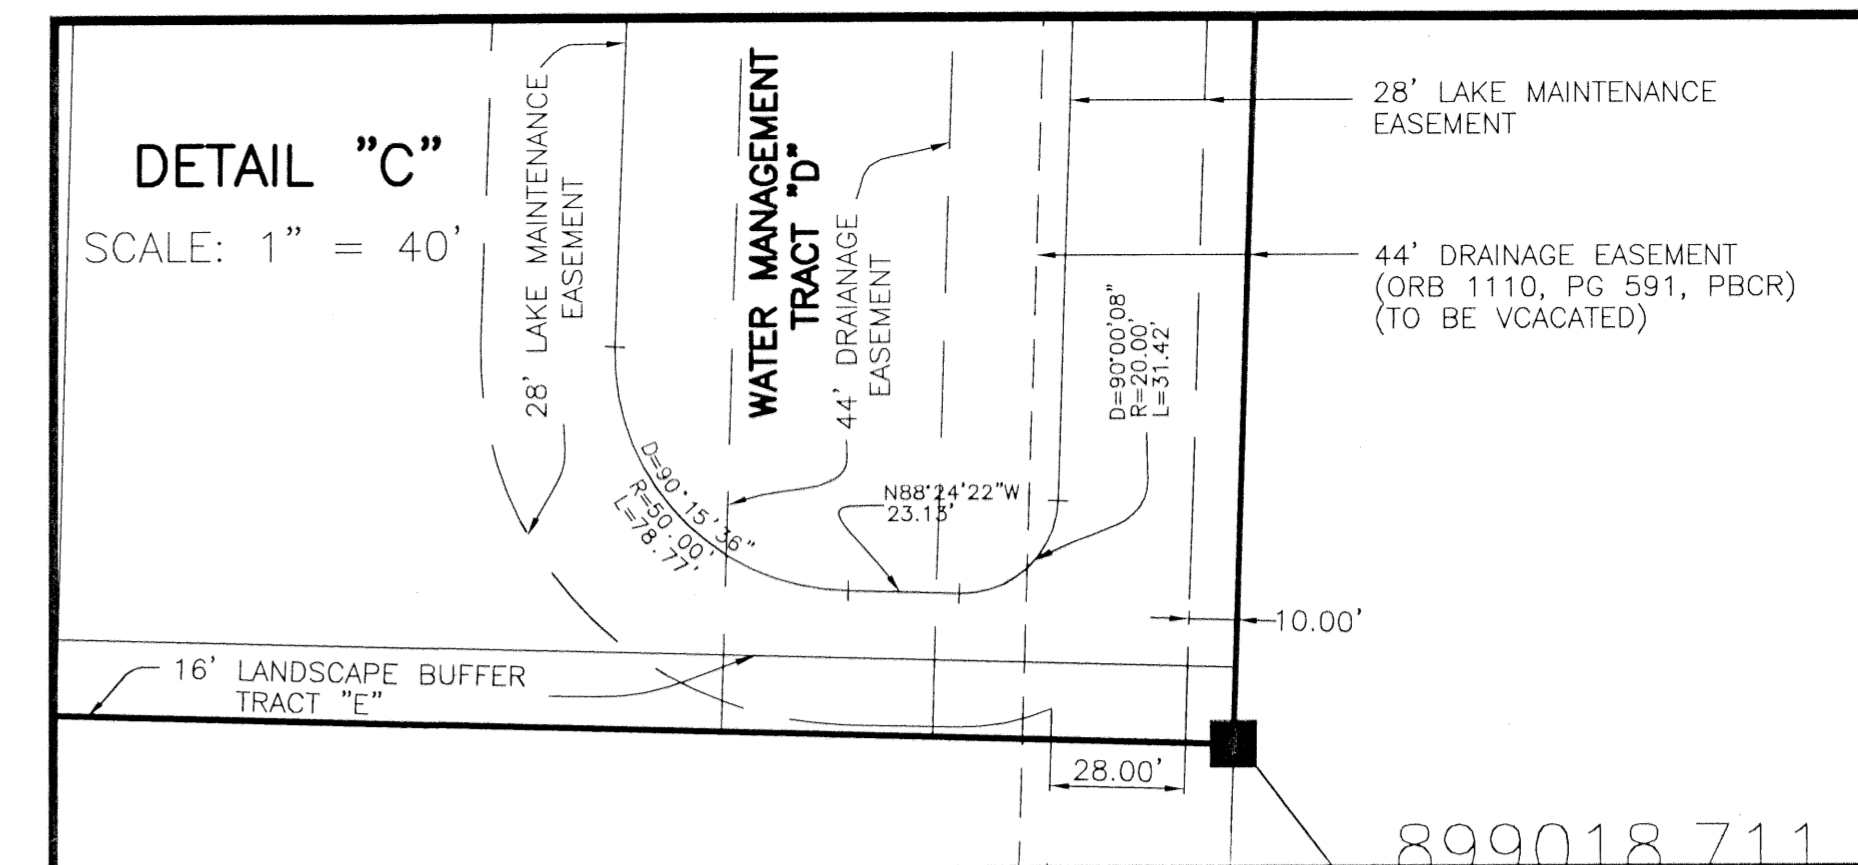 DETAIL "C"
SCALE: 1" = 40'
28' LAKE MAINTENANCE
EASEMENT
WATER MANAGEMENT
TRACT "D"
44' DRAIANAGE
EASEMENT
28' LAKE MAINTENANCE
EASEMENT
44' DRAINAGE EASEMENT
(ORB 1110, PG 591, PBCR)
(TO BE VCACATED)
D=90°00'08"
R=20.00'
L=31.42'
D=90°15'36"
R=50.00'
L=78.77'
N88°24'22"W
23.13'
10.00'
16' LANDSCAPE BUFFER
TRACT "E"
28.00'
899018.711